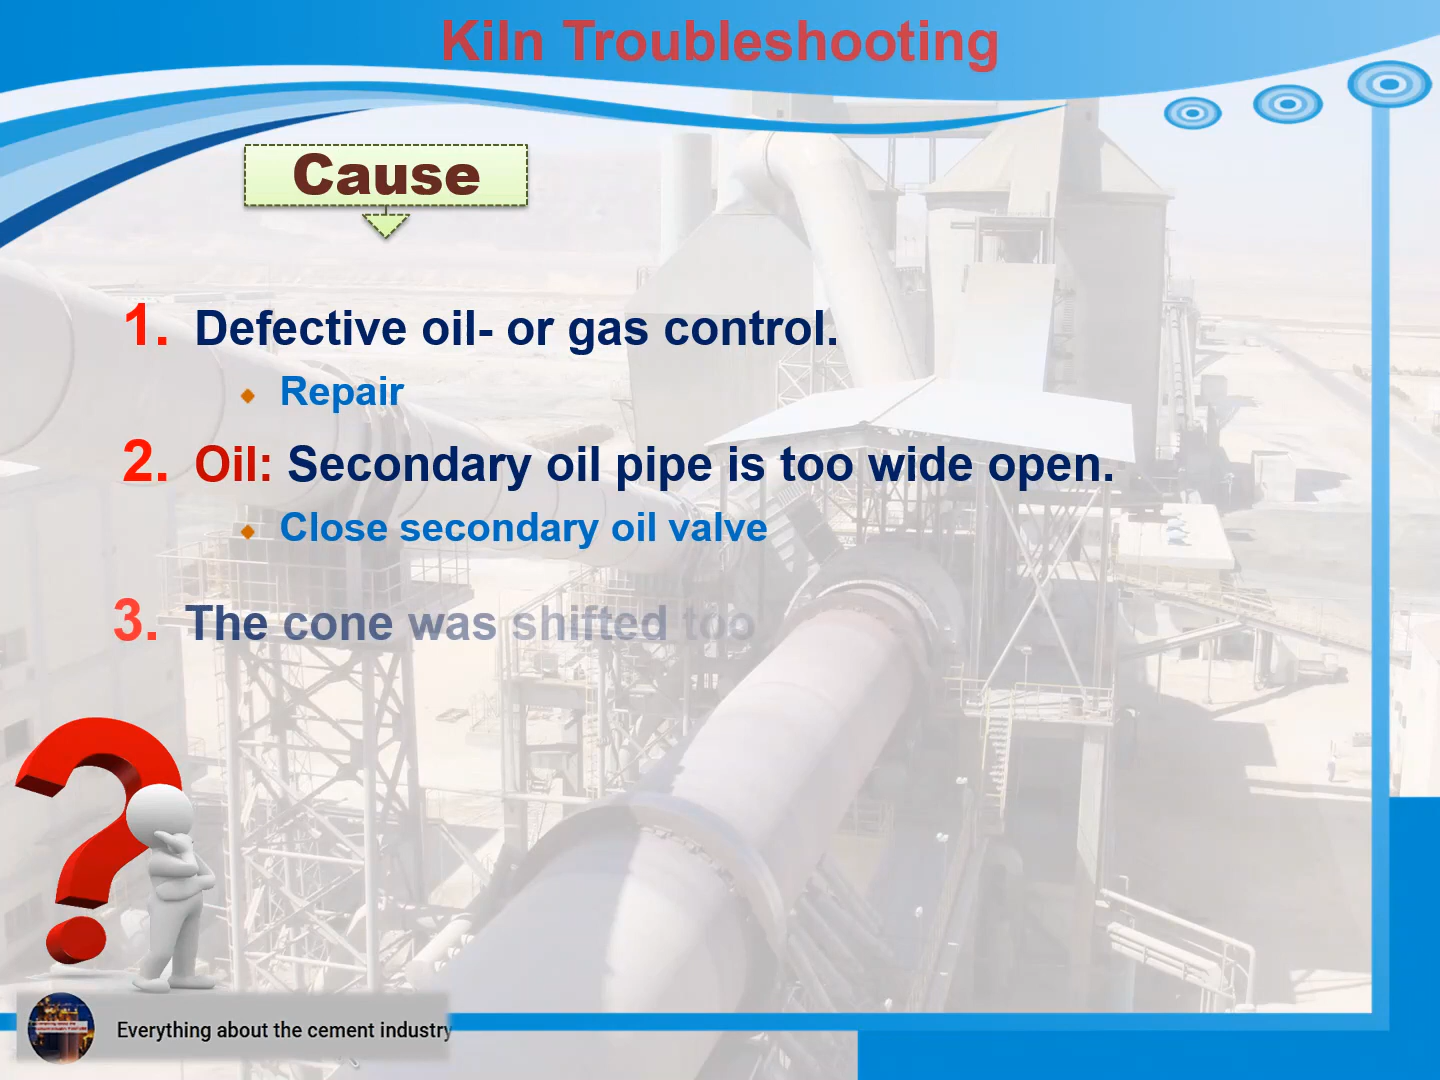 Kiln Troubleshooting
Cause
1. Defective oil- or gas control.
Repair
2. Oil: Secondary oil pipe is too wide open.
Close secondary oil valve
3. The cone was shifted too
Everything about the cement industry